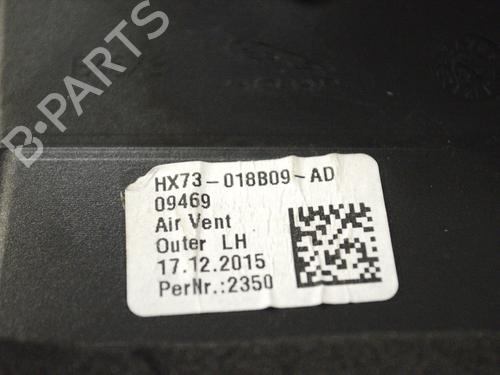 B-PARTS
HX73-018B09-AD
09469
Air Vent
Outer LH
17.12.2015
PerNr.:2350